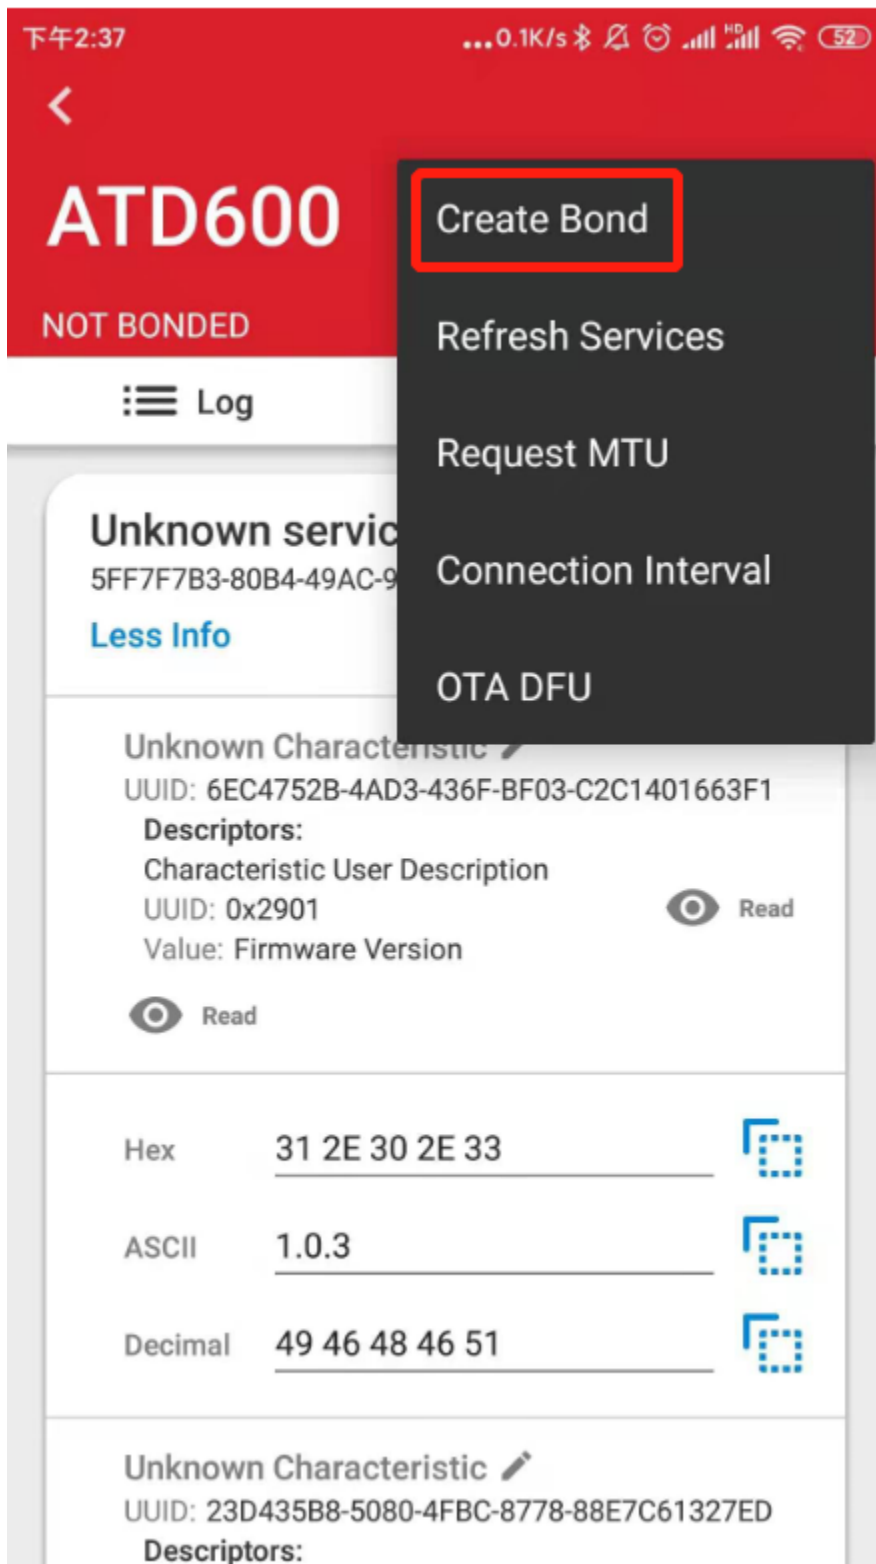 下午2:37
...0.1K/s HD 52
ATD600
Create Bond
NOT BONDED
Refresh Services
Log
Request MTU
Unknown servic
5FF7F7B3-80B4-49AC-9
Connection Interval
Less Info
OTA DFU
Unknown Characteristic
UUID: 6EC4752B-4AD3-436F-BF03-C2C1401663F1
Descriptors:
Characteristic User Description
UUID: 0x2901
Read
Value: Firmware Version
Read
Hex 31 2E 30 2E 33
ASCII 1.0.3
Decimal 49 46 48 46 51
Unknown Characteristic
UUID: 23D435B8-5080-4FBC-8778-88E7C61327ED
Descriptors: